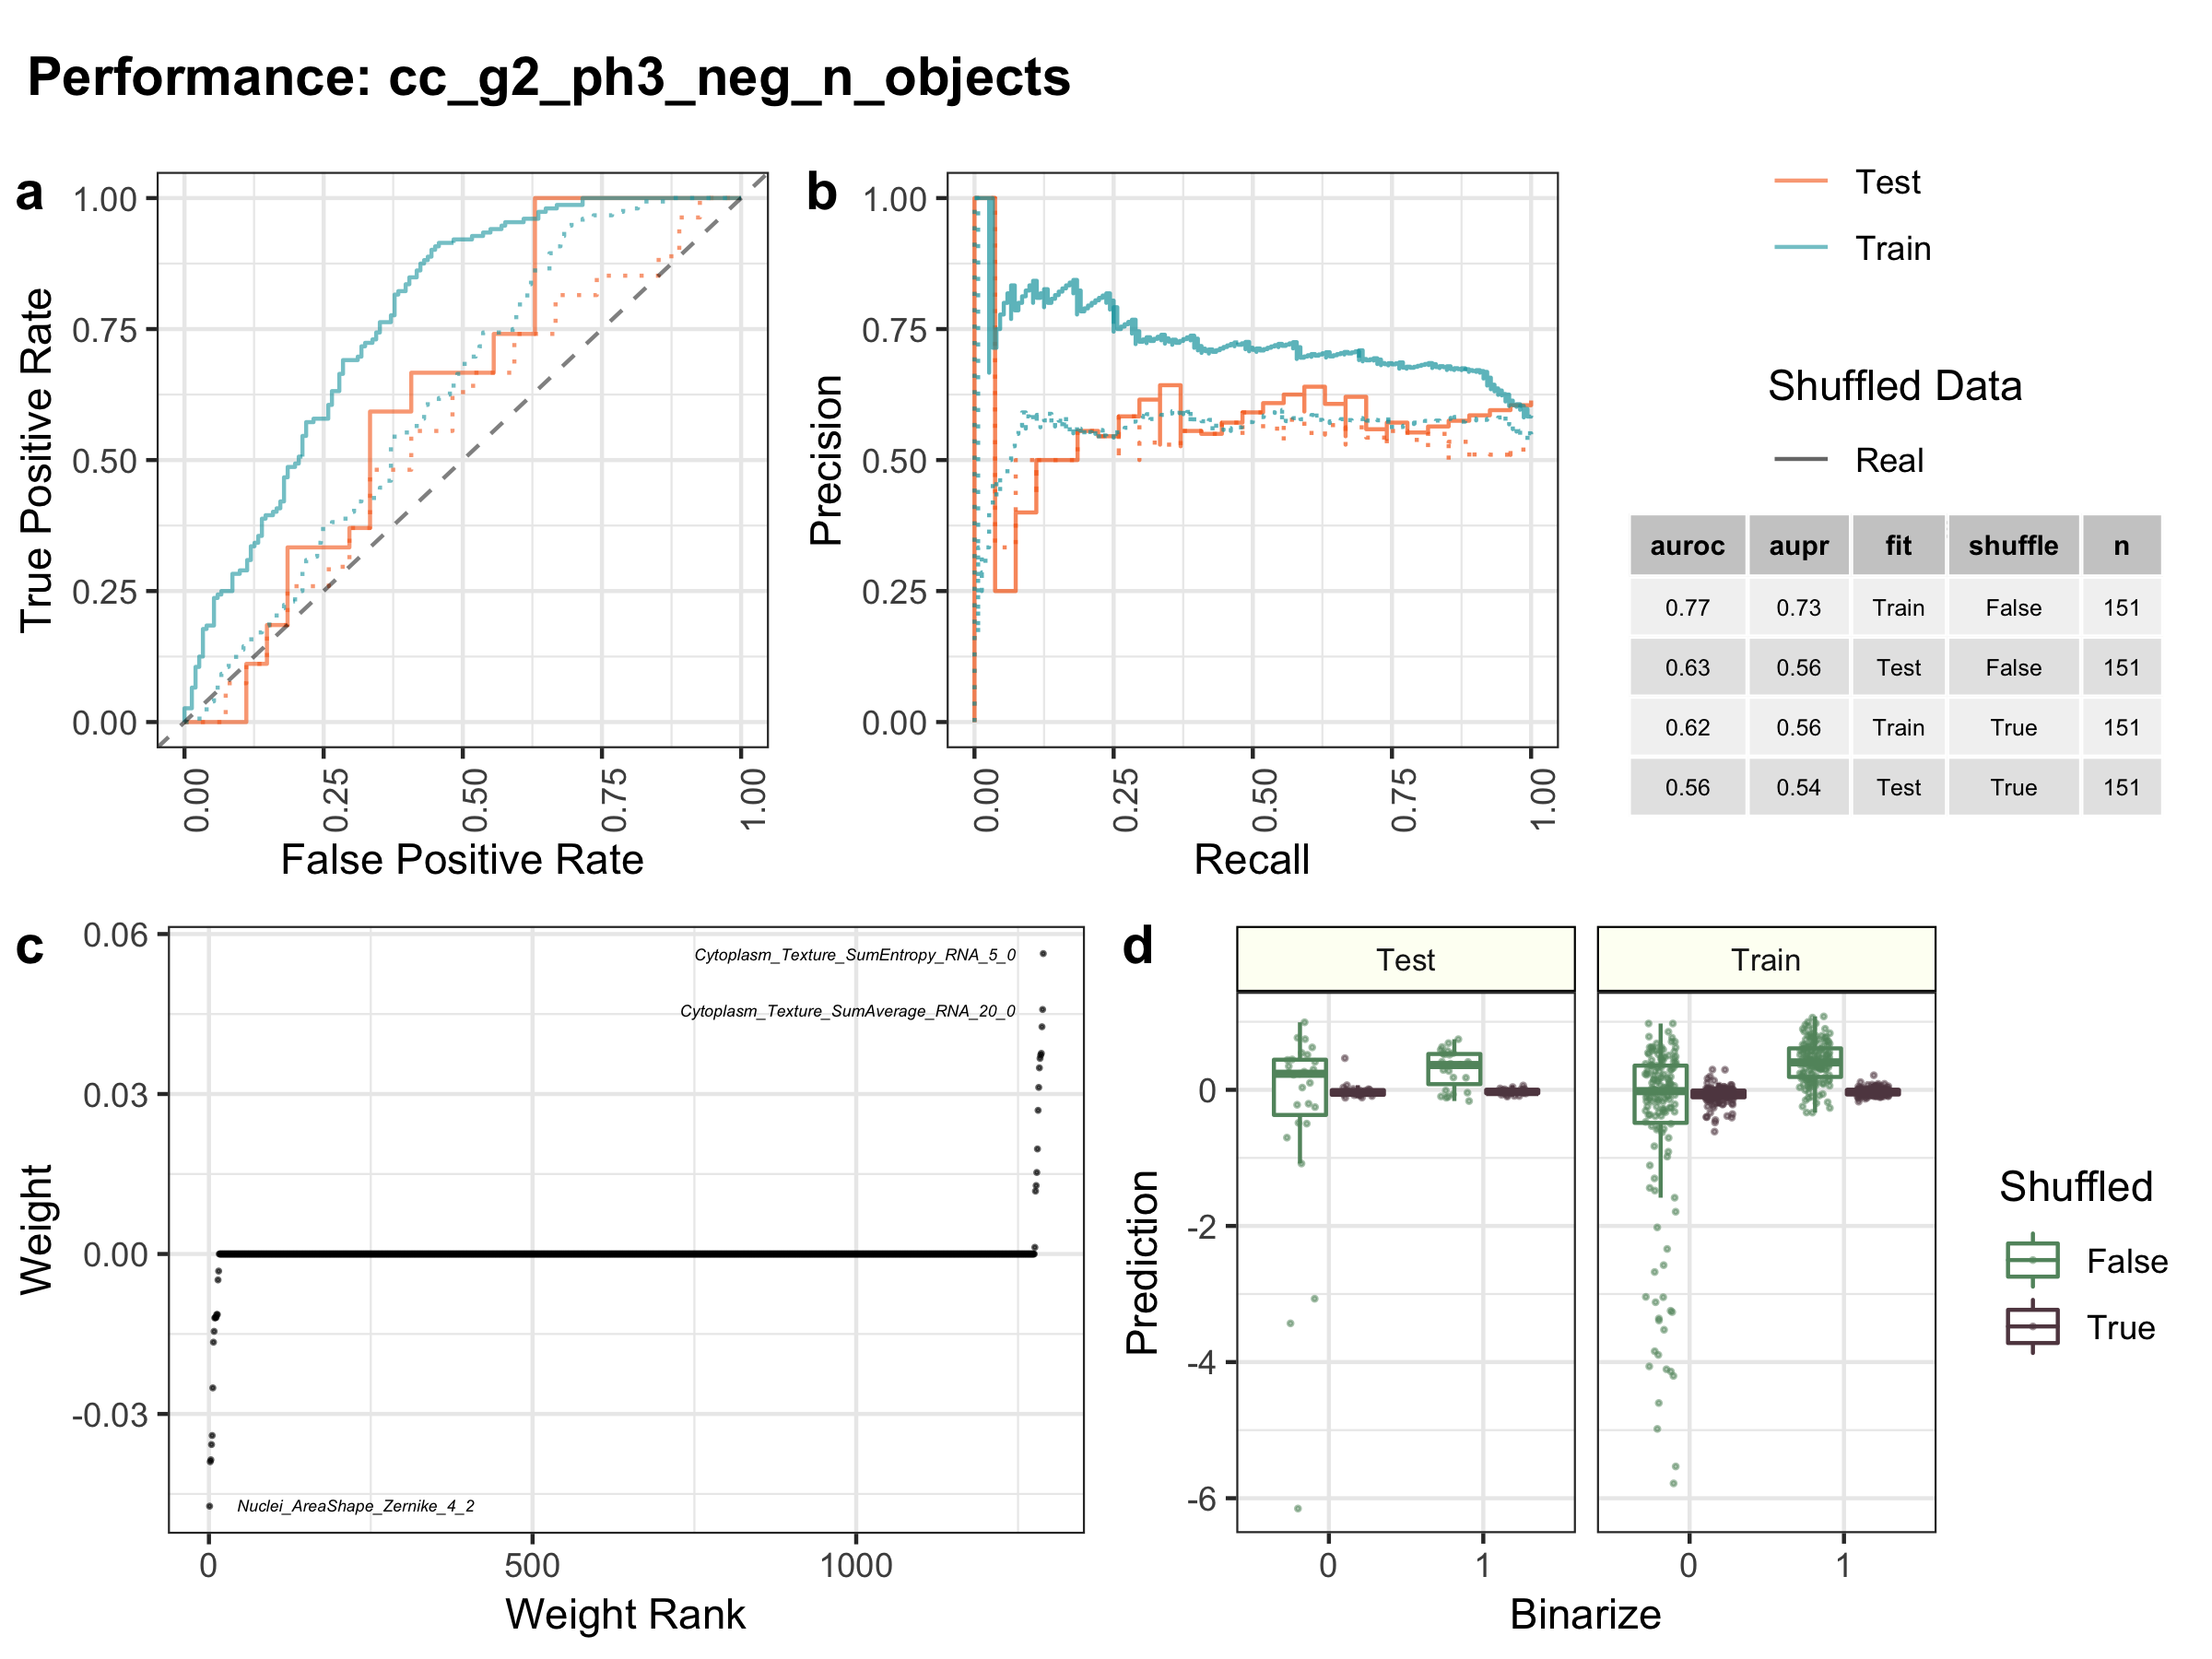 Performance: cc_g2_ph3_neg_n_objects
a
1.00
0.75
0.50
0.25
0.00
True Positive Rate
0.00
0.25
0.50
0.75
1.00
False Positive Rate
b
1.00
0.75
0.50
0.25
0.00
Precision
0.00
0.25
0.50
0.75
1.00
Recall
Test
Train
Shuffled Data
Real
auroc aupr fit shuffle n
0.77 0.73 Train False 151
0.63 0.56 Test False 151
0.62 0.56 Train True 151
0.56 0.54 Test True 151
c
0.06
0.03
0.00
-0.03
Weight
Cytoplasm_Texture_SumEntropy_RNA_5_0
Cytoplasm_Texture_SumAverage_RNA_20_0
Nuclei_AreaShape_Zernike_4_2
0
500
1000
Weight Rank
d
Test
Train
0
-2
-4
-6
Prediction
0
1
0
1
Binarize
Shuffled
False
True